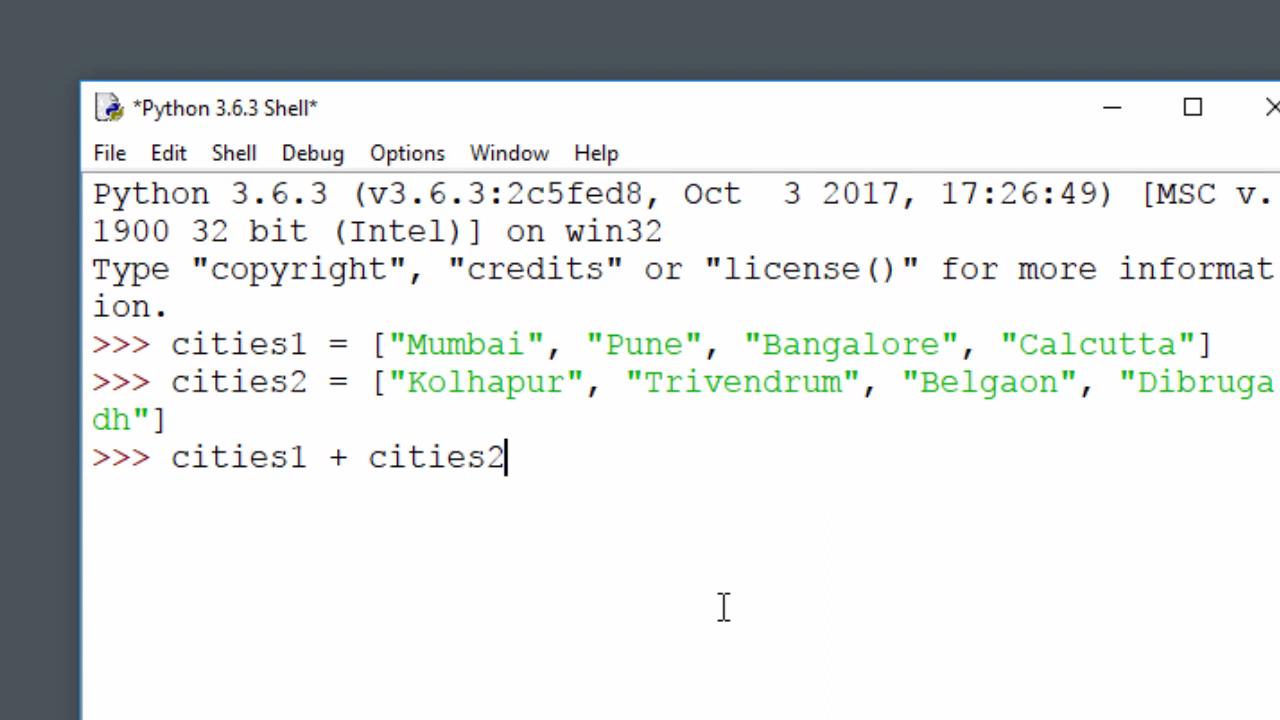 *Python 3.6.3 Shell*
File Edit Shell Debug Options Window Help
Python 3.6.3 (v3.6.3:2c5fed8, Oct  3 2017, 17:26:49) [MSC v.
1900 32 bit (Intel)] on win32
Type "copyright", "credits" or "license()" for more informat
ion.
>>> cities1 = ["Mumbai", "Pune", "Bangalore", "Calcutta"]
>>> cities2 = ["Kolhapur", "Trivendrum", "Belgaon", "Dibruga
dh"]
>>> cities1 + cities2